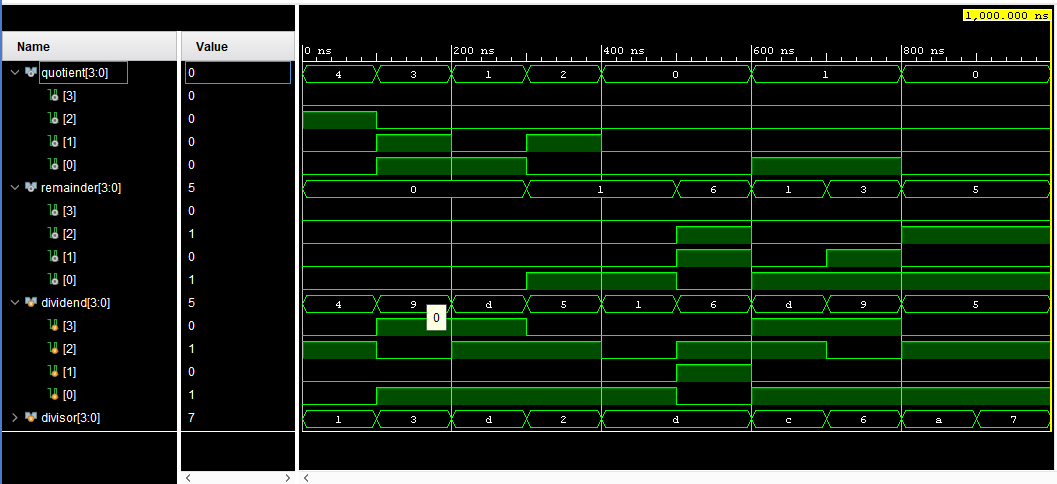 1,000.000 ns
Name Value 0 ns 200 ns 400 ns 600 ns 800 ns
quotient[3:0] 0 4 3 1 2 0 1 0
[3] 0
[2] 0
[1] 0
[0] 0
remainder[3:0] 5 0 1 6 1 3 5
[3] 0
[2] 1
[1] 0
[0] 1
dividend[3:0] 5 4 9 d 5 1 6 d 9 5
[3] 0 0
[2] 1
[1] 0
[0] 1
divisor[3:0] 7 1 3 d 2 d c 6 a 7